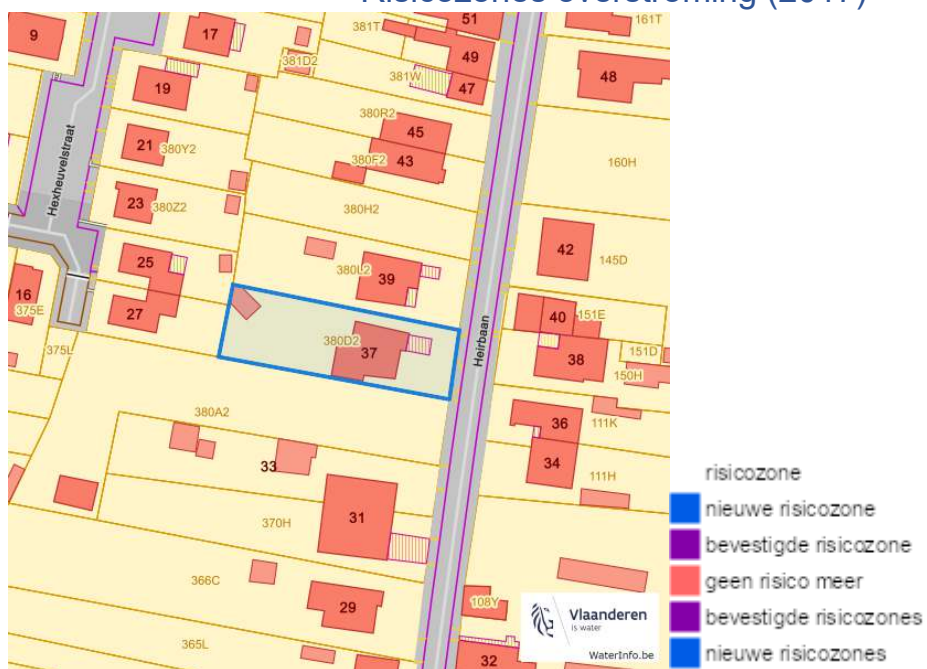 Risicozones overstroming (2017)
9
17
381T
51
161T
381D2
49
48
19
381W
47
380R2
45
21
380Y2
380F2
43
160H
Hexheuvelstraat
23
380Z2
380H2
42
145D
25
380L2
39
16
375E
27
40
151E
380D2
37
Heirbaan
38
151D
375L
150H
380A2
36
111K
33
34
111H
31
370H
366C
29
108Y
365L
32
Vlaanderen
is water
WaterInfo.be
risicozone
nieuwe risicozone
bevestigde risicozone
geen risico meer
bevestigde risicozones
nieuwe risicozones